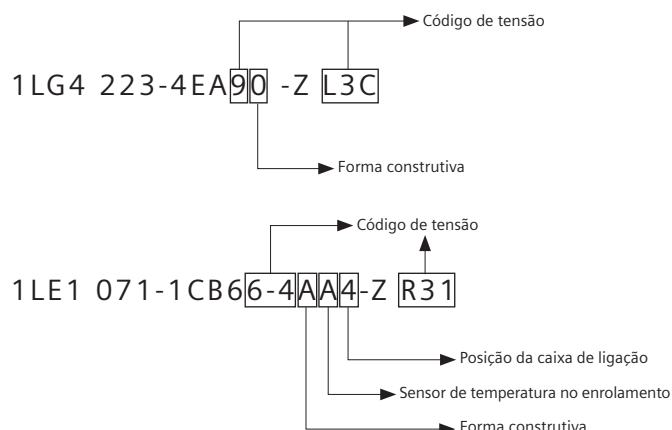 Código de tensão
1LG4 223-4EA90 -Z L3C
Forma construtiva
Código de tensão
1LE1 071-1CB66-4AA4-Z R31
Posição da caixa de ligação
Sensor de temperatura no enrolamento
Forma construtiva